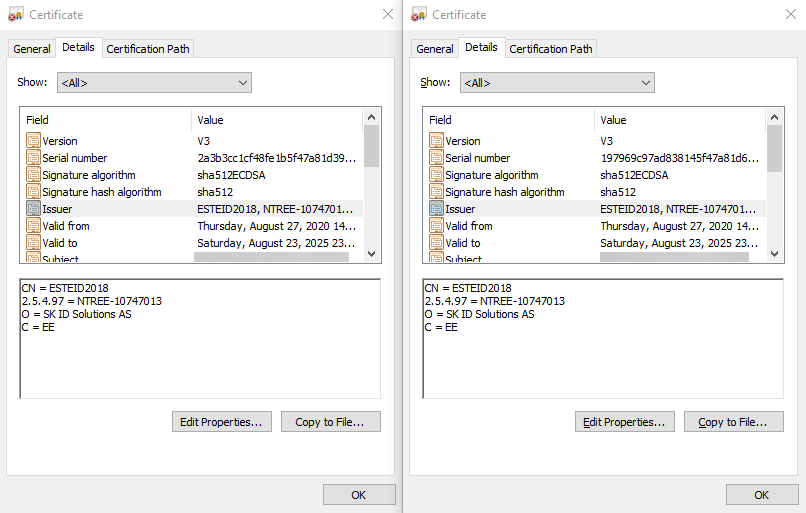 Certificate
General Details Certification Path
Show: <All>
Field Value
Version V3
Serial number 2a3b3cc1cf48fe1b5f47a81d39...
Signature algorithm sha512ECDSA
Signature hash algorithm sha512
Issuer ESTEID2018, NTREE-1074701...
Valid from Thursday, August 27, 2020 14...
Valid to Saturday, August 23, 2025 23...
Subject
CN = ESTEID2018
2.5.4.97 = NTREE-10747013
O = SK ID Solutions AS
C = EE
Edit Properties... Copy to File...
OK
Certificate
General Details Certification Path
Show: <All>
Field Value
Version V3
Serial number 197969c97ad838145f47a81d6...
Signature algorithm sha512ECDSA
Signature hash algorithm sha512
Issuer ESTEID2018, NTREE-1074701...
Valid from Thursday, August 27, 2020 14...
Valid to Saturday, August 23, 2025 23...
Subject
CN = ESTEID2018
2.5.4.97 = NTREE-10747013
O = SK ID Solutions AS
C = EE
Edit Properties... Copy to File...
OK